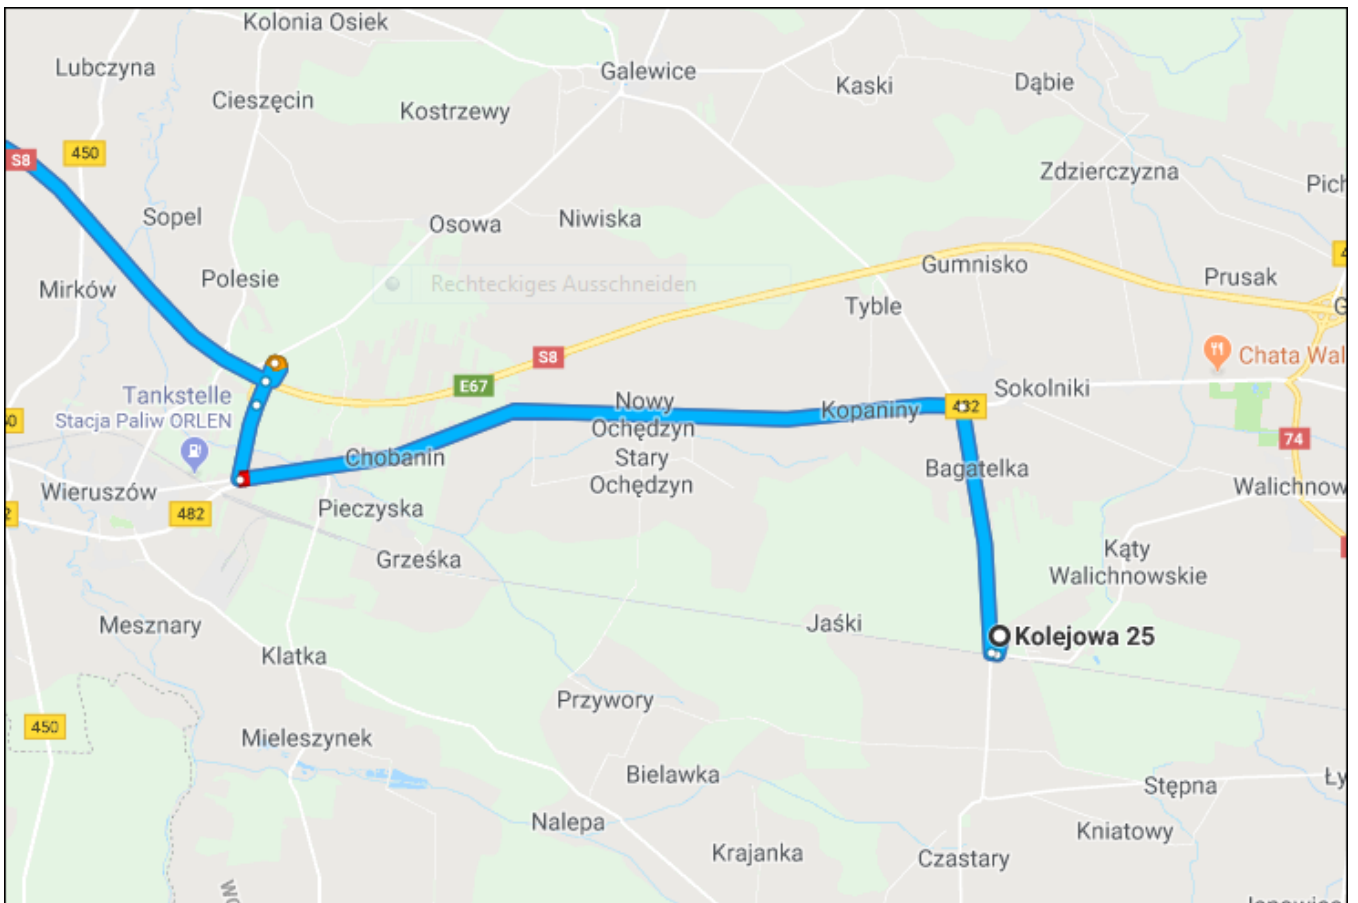 Kolonia Osiek
Lubczyna
Galewice
Kaski
Dąbie
Cieszęcin
Kostrzewy
S8
450
Zdzierczyzna
Sopel
Osowa
Niwiska
Gumnisko
Polesie
Mirków
Rechteckiges Ausschneiden
Prusak
Tyble
S8
Chata Wal
E67
Sokolniki
Tankstelle
Stacja Paliw ORLEN
Nowy
Ochędzyn
Kopaniny
432
74
Chobanin
Stary
Ochędzyn
Bagatelka
Wieruszów
Walichnow
482
Pieczyska
Grześka
Kąty
Walichnowskie
Mesznary
Jaśki
Kolejowa 25
Klatka
Przywory
450
Mieleszynek
Bielawka
Stępna
Nalepa
Kniatowy
Krajanka
Czastary